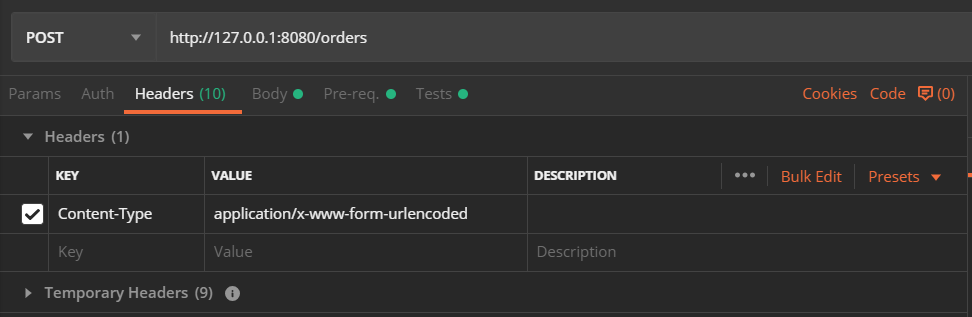 POST http://127.0.0.1:8080/orders
Params Auth Headers (10) Body Pre-req. Tests Cookies Code (0)
Headers (1)
KEY VALUE DESCRIPTION ••• Bulk Edit Presets
Content-Type application/x-www-form-urlencoded
Key Value Description
Temporary Headers (9) i